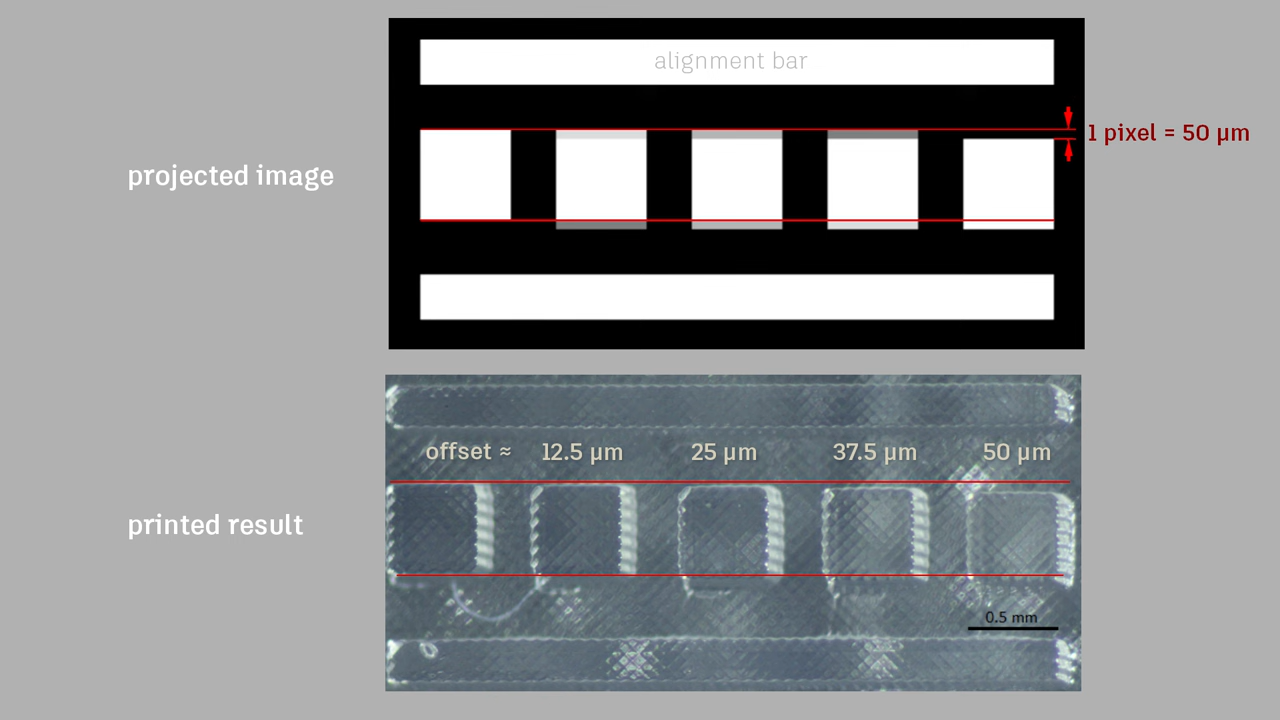 alignment bar
1 pixel = 50 µm
projected image
offset ≈ 12.5 µm 25 µm 37.5 µm 50 µm
printed result
0.5 mm